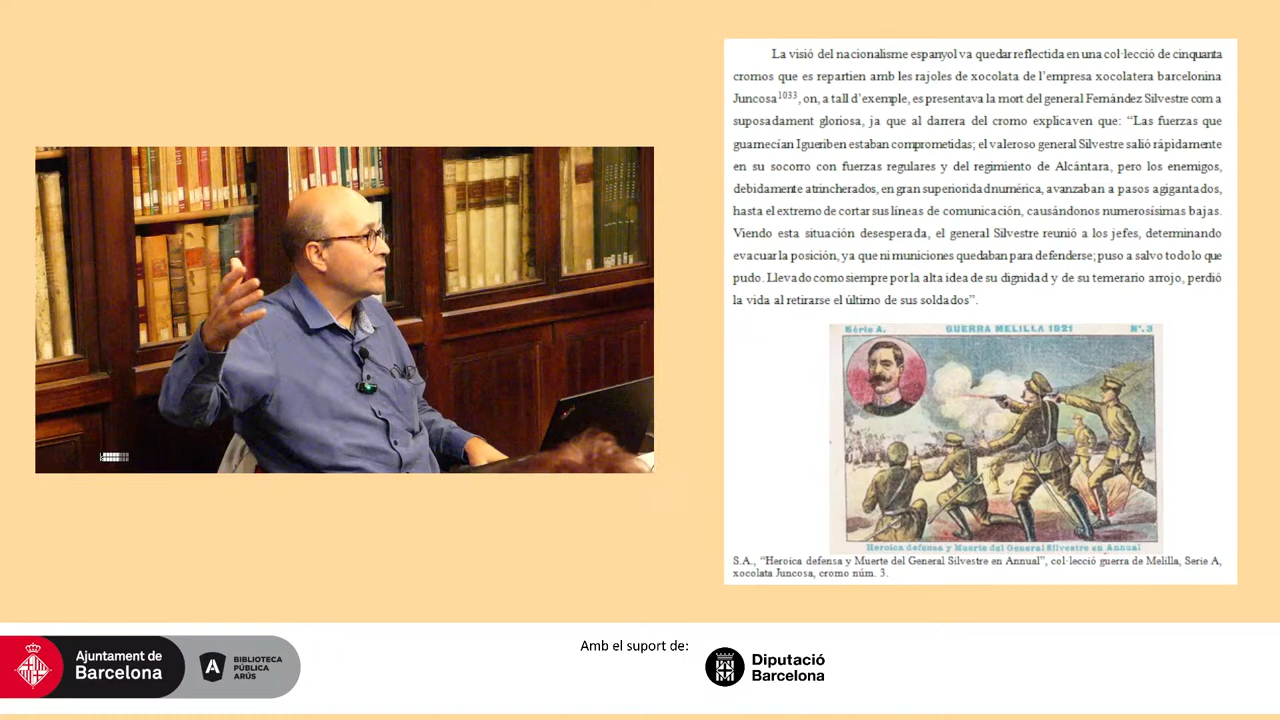 La visió del nacionalisme espanyol va quedar reflectida en una col·lecció de cinquanta
cromos que es repartien amb les rajoles de xocolata de l'empresa xocolatera barcelonina
Juncosa1033, on, a tall d'exemple, es presentava la mort del general Fernández Silvestre com a
suposadament gloriosa, ja que al darrera del cromo explicaven que: "Las fuerzas que
guarnecían Igueriben estaban comprometidas; el valeroso general Silvestre salió rápidamente
en su socorro con fuerzas regulares y del regimiento de Alcántara, pero los enemigos,
debidamente atrincherados, en gran superioridad numérica, avanzaban a pasos agigantados,
hasta el extremo de cortar sus líneas de comunicación, causándonos numerosísimas bajas.
Viendo esta situación desesperada, el general Silvestre reunió a los jefes, determinando
evacuar la posición, ya que ni municiones quedaban para defenderse; puso a salvo todo lo que
pudo. Llevado como siempre por la alta idea de su dignidad y de su temerario arrojo, perdió
la vida al retirarse el último de sus soldados".
Série A. GUERRA MELILLA 1921 N.º 3
Heroica defensa y Muerte del General Silvestre en Annual
S.A., "Heroica defensa y Muerte del General Silvestre en Annual", col·lecció guerra de Melilla, Serie A,
xocolata Juncosa, cromo núm. 3.
Amb el suport de:
Ajuntament de
Barcelona
A
BIBLIOTECA
PÚBLICA
ARÚS
Diputació
Barcelona